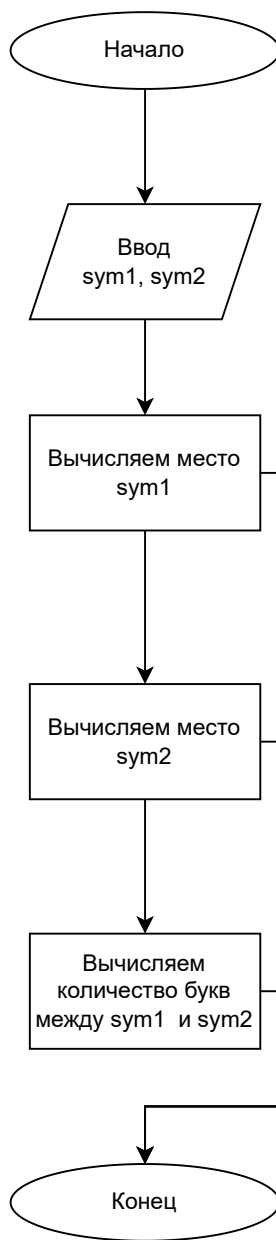 Начало
Ввод
sym1, sym2
Вычисляем место
sym1
Вычисляем место
sym2
Вычисляем
количество букв
между sym1 и sym2
Конец